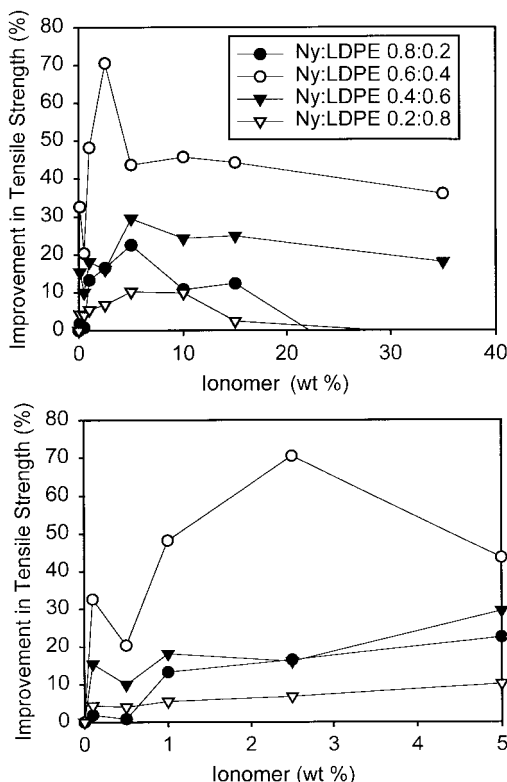 Improvement in Tensile Strength (%)
80
70
60
50
40
30
20
10
0
Ny:LDPE 0.8:0.2
Ny:LDPE 0.6:0.4
Ny:LDPE 0.4:0.6
Ny:LDPE 0.2:0.8
0 10 20 30 40
Ionomer (wt %)
Improvement in Tensile Strength (%)
80
70
60
50
40
30
20
10
0
0 1 2 3 4 5
Ionomer (wt %)